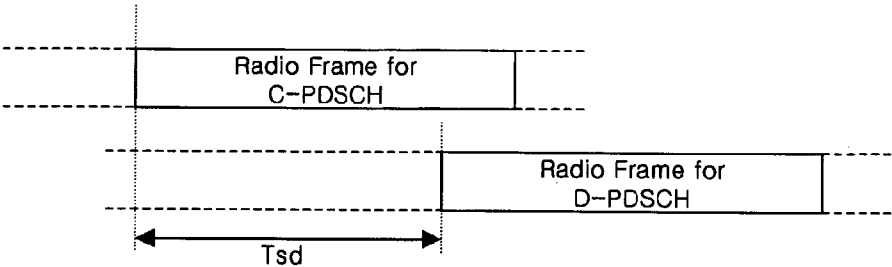 Radio Frame for
C-PDSCH
Radio Frame for
D-PDSCH
Tsd